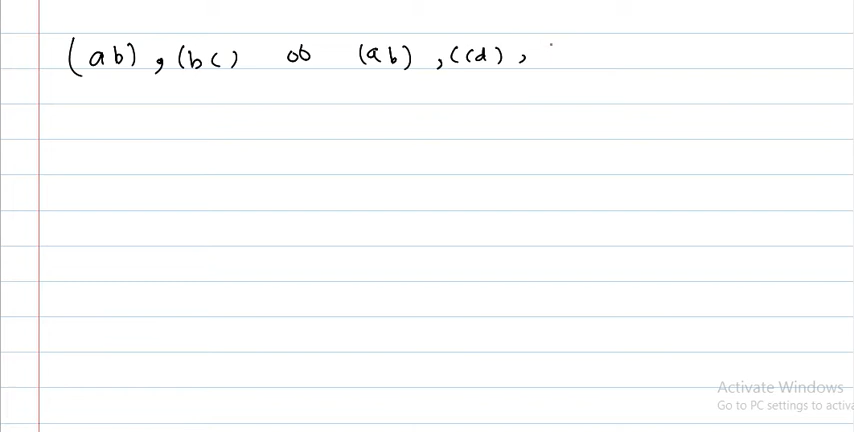 (ab), (bc) or (ab), (cd),
Activate Windows
Go to PC settings to activa